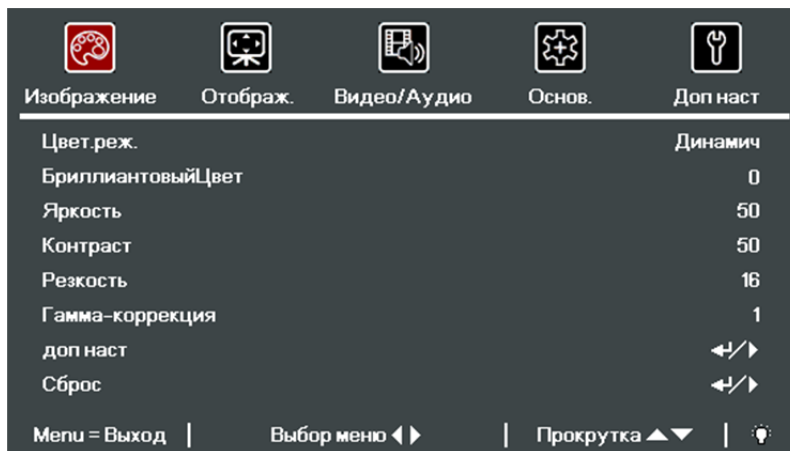 Изображение Отображ. Видео/Аудио Основ. Доп наст
Цвет.реж. Динамич
БриллиантовыйЦвет 0
Яркость 50
Контраст 50
Резкость 16
Гамма-коррекция 1
доп наст ↵/▶
Сброс ↵/▶
Menu = Выход | Выбор меню ◀▶ | Прокрутка ▲▼ |